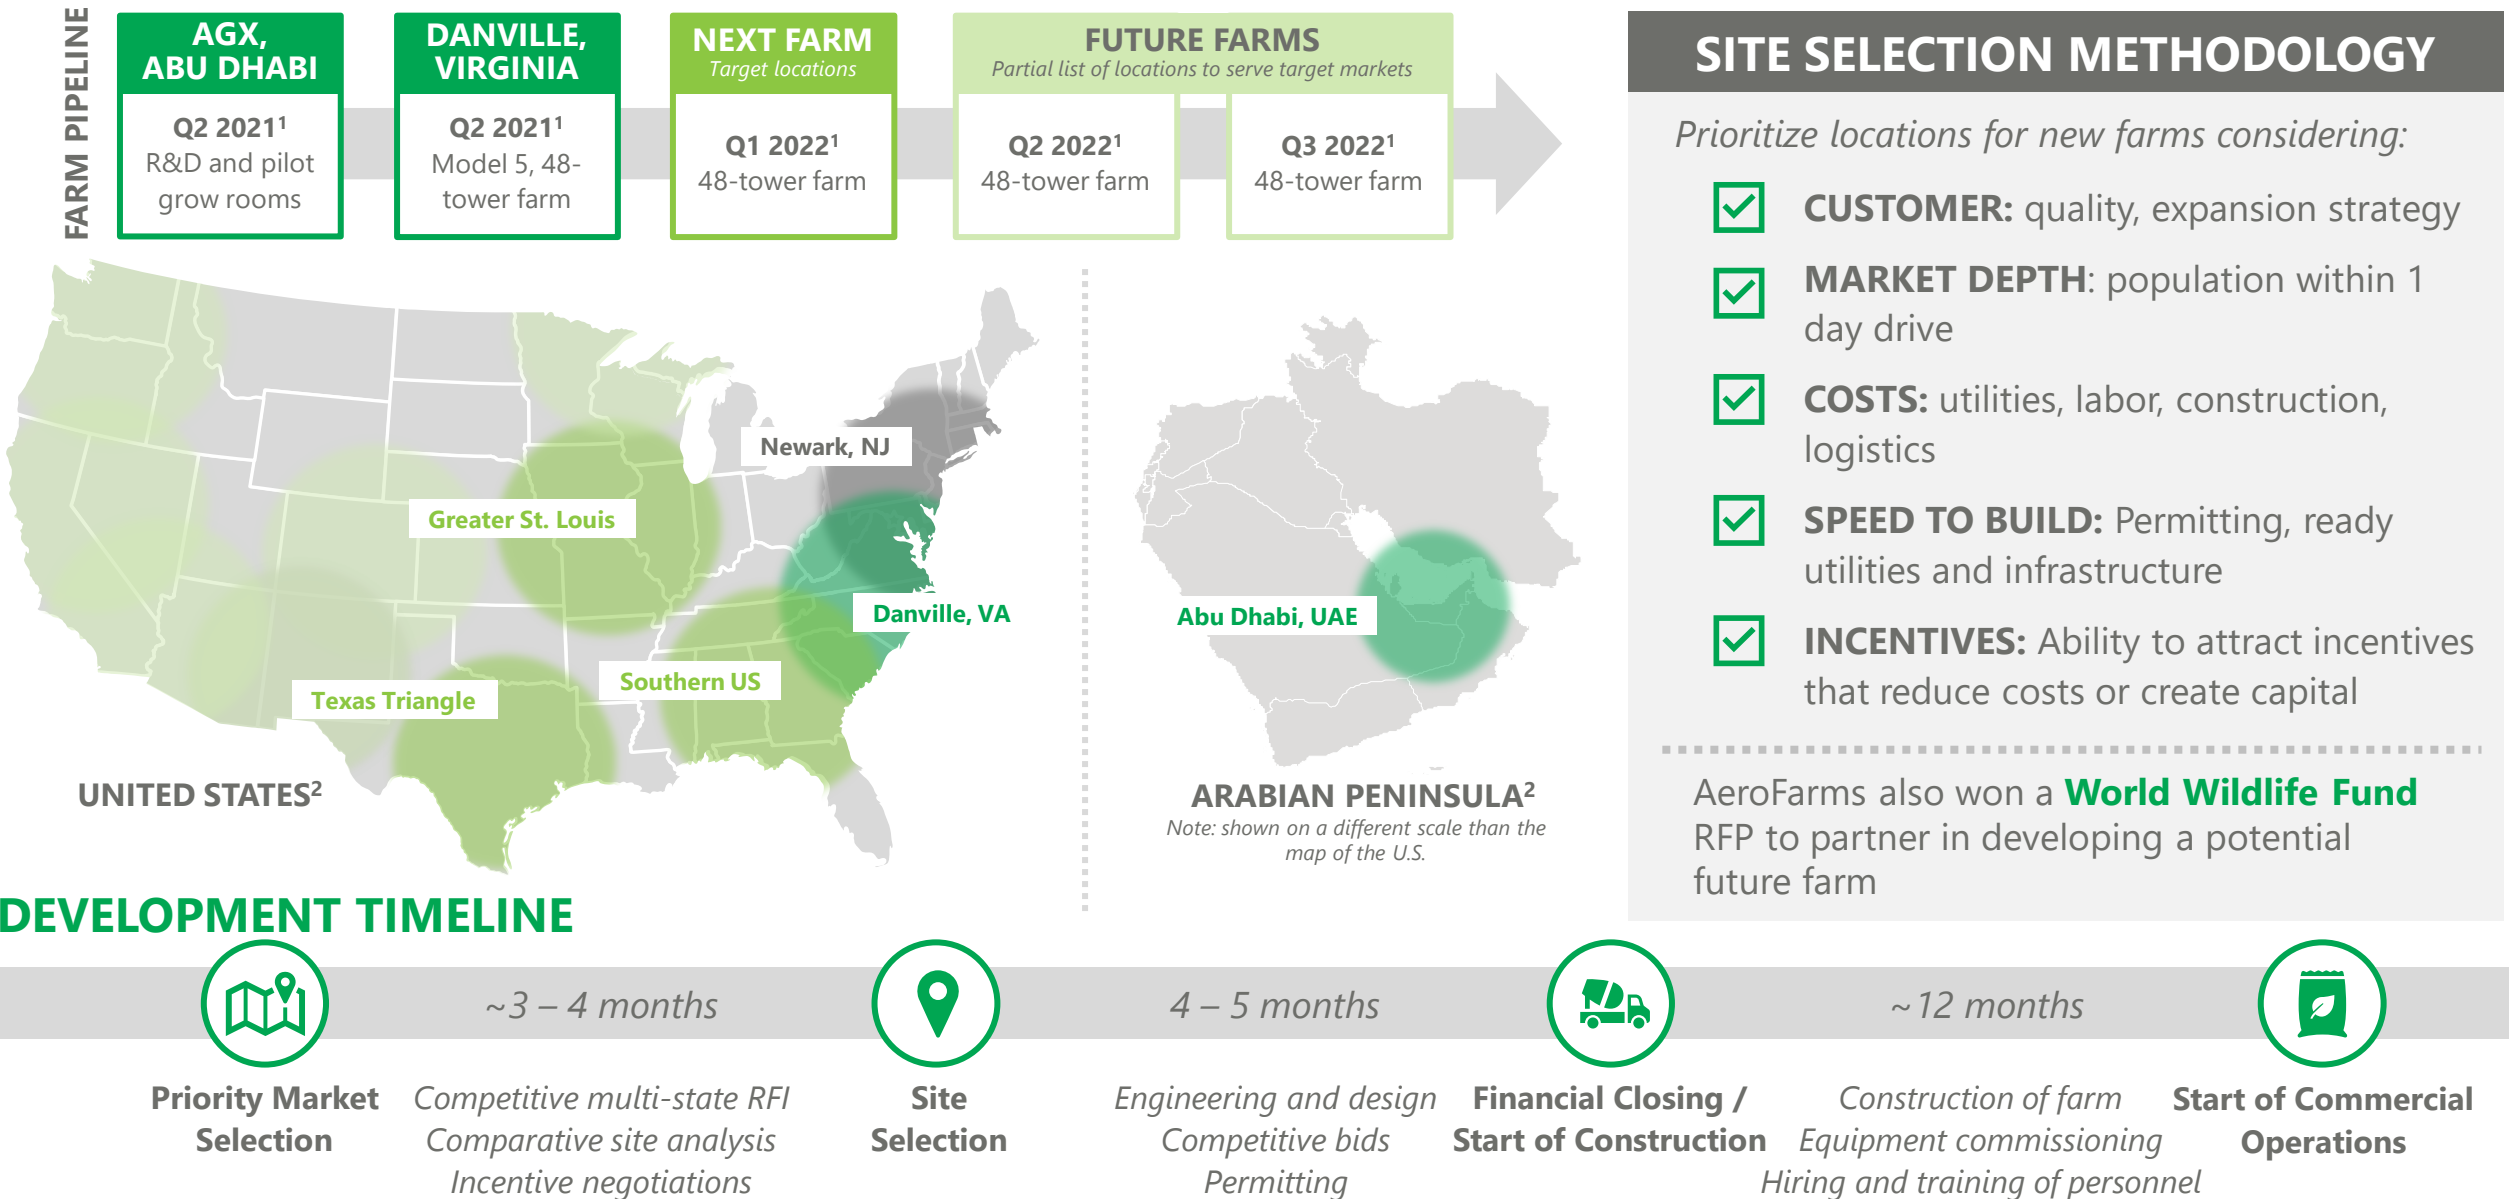 FARM PIPELINE
AGX,
ABU DHABI
Q2 2021¹
R&D and pilot
grow rooms
DANVILLE,
VIRGINIA
Q2 2021¹
Model 5, 48-
tower farm
NEXT FARM
Target locations
Q1 2022¹
48-tower farm
FUTURE FARMS
Partial list of locations to serve target markets
Q2 2022¹
48-tower farm
Q3 2022¹
48-tower farm
Newark, NJ
Greater St. Louis
Danville, VA
Southern US
Texas Triangle
UNITED STATES²
Abu Dhabi, UAE
ARABIAN PENINSULA²
Note: shown on a different scale than the
map of the U.S.
SITE SELECTION METHODOLOGY
Prioritize locations for new farms considering:
CUSTOMER: quality, expansion strategy
MARKET DEPTH: population within 1
day drive
COSTS: utilities, labor, construction,
logistics
SPEED TO BUILD: Permitting, ready
utilities and infrastructure
INCENTIVES: Ability to attract incentives
that reduce costs or create capital
AeroFarms also won a World Wildlife Fund
RFP to partner in developing a potential
future farm
DEVELOPMENT TIMELINE
~3 – 4 months
4 – 5 months
~12 months
Priority Market
Selection
Competitive multi-state RFI
Comparative site analysis
Incentive negotiations
Site
Selection
Engineering and design
Competitive bids
Permitting
Financial Closing /
Start of Construction
Construction of farm
Equipment commissioning
Hiring and training of personnel
Start of Commercial
Operations